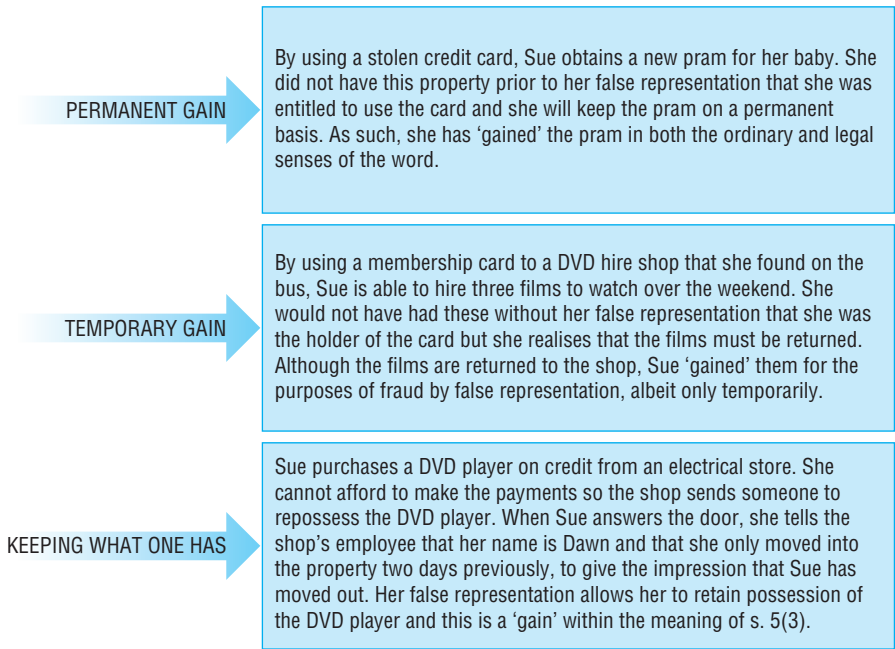 PERMANENT GAIN
By using a stolen credit card, Sue obtains a new pram for her baby. She
did not have this property prior to her false representation that she was
entitled to use the card and she will keep the pram on a permanent
basis. As such, she has ‘gained’ the pram in both the ordinary and legal
senses of the word.
TEMPORARY GAIN
By using a membership card to a DVD hire shop that she found on the
bus, Sue is able to hire three films to watch over the weekend. She
would not have had these without her false representation that she was
the holder of the card but she realises that the films must be returned.
Although the films are returned to the shop, Sue ‘gained’ them for the
purposes of fraud by false representation, albeit only temporarily.
KEEPING WHAT ONE HAS
Sue purchases a DVD player on credit from an electrical store. She
cannot afford to make the payments so the shop sends someone to
repossess the DVD player. When Sue answers the door, she tells the
shop’s employee that her name is Dawn and that she only moved into
the property two days previously, to give the impression that Sue has
moved out. Her false representation allows her to retain possession of
the DVD player and this is a ‘gain’ within the meaning of s. 5(3).